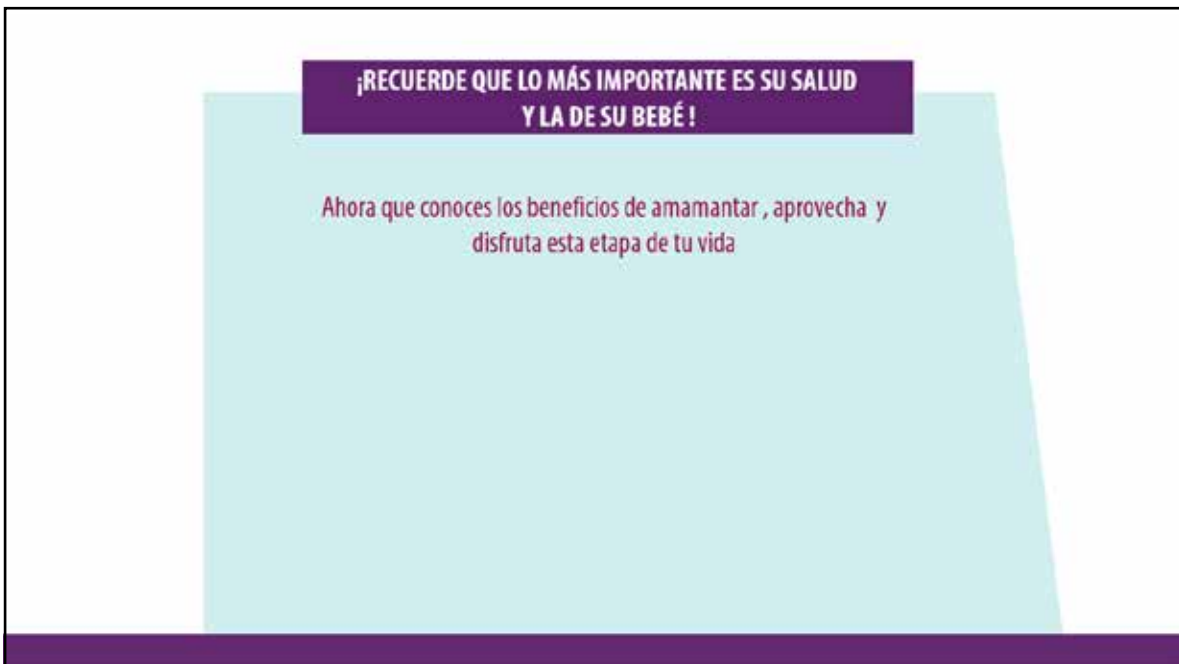 ¡RECUERDE QUE LO MÁS IMPORTANTE ES SU SALUD
Y LA DE SU BEBÉ !
Ahora que conoces los beneficios de amamantar , aprovecha y
disfruta esta etapa de tu vida